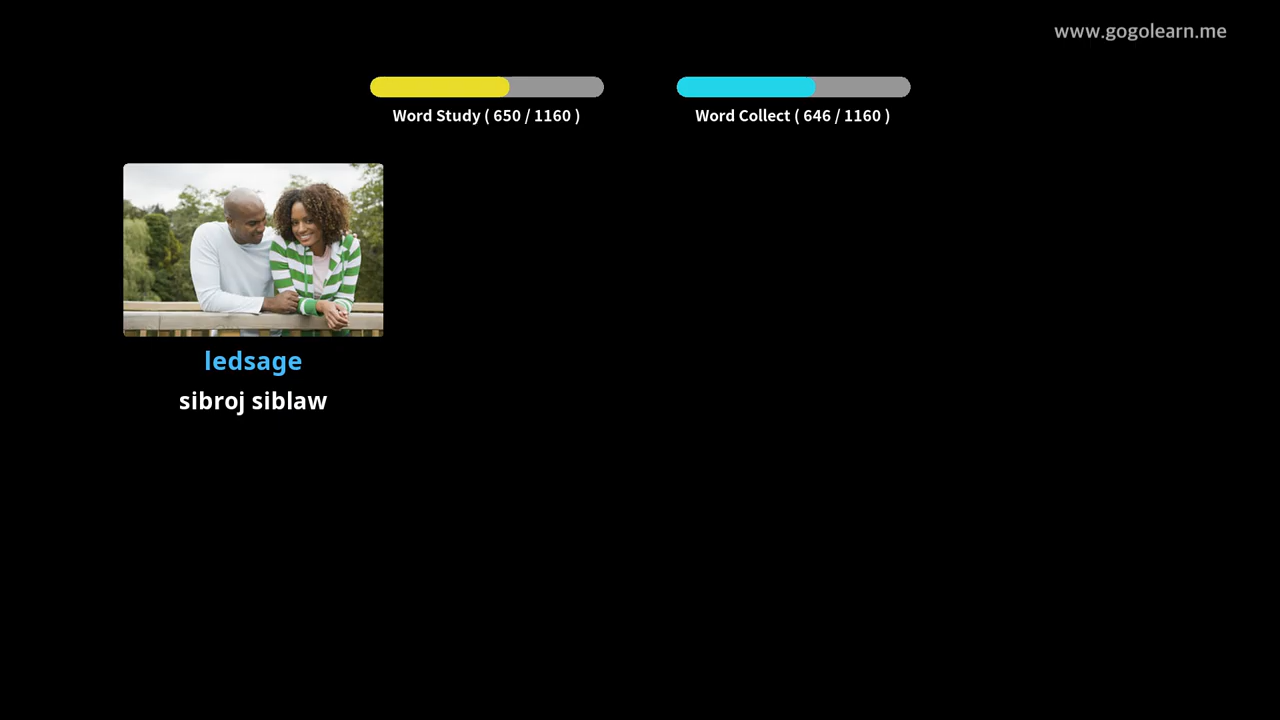 www.gogolearn.me
Word Study ( 650 / 1160 )
Word Collect ( 646 / 1160 )
ledsage
sibroj siblaw